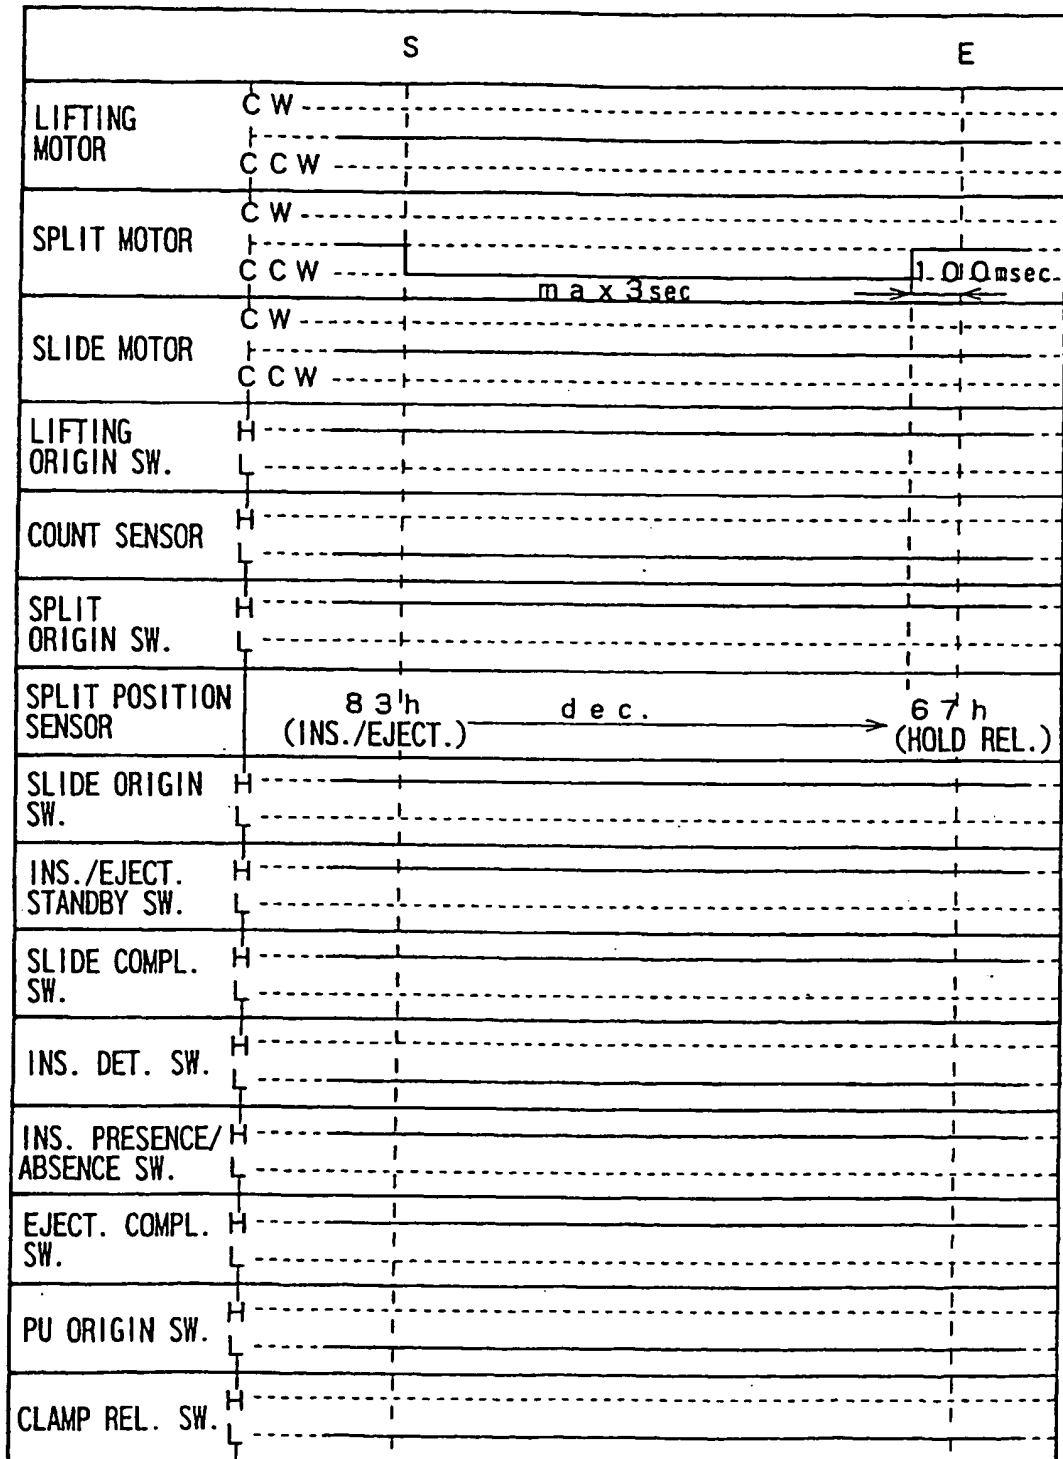 S E
LIFTING MOTOR
CW
CCW
SPLIT MOTOR
CW
CCW
max 3sec
100msec
SLIDE MOTOR
CW
CCW
LIFTING ORIGIN SW.
H
L
COUNT SENSOR
H
L
SPLIT ORIGIN SW.
H
L
SPLIT POSITION SENSOR
83h
(INS./EJECT.)
dec.
67h
(HOLD REL.)
SLIDE ORIGIN SW.
H
L
INS./EJECT. STANDBY SW.
H
L
SLIDE COMPL. SW.
H
L
INS. DET. SW.
H
L
INS. PRESENCE/ ABSENCE SW.
H
L
EJECT. COMPL. SW.
H
L
PU ORIGIN SW.
H
L
CLAMP REL. SW.
H
L